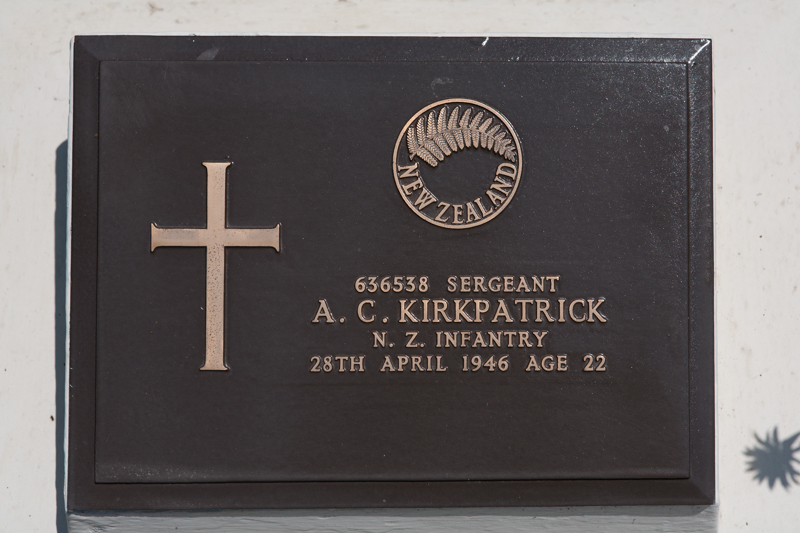 NEW ZEALAND
636538 SERGEANT
A. C. KIRKPATRICK
N. Z. INFANTRY
28TH APRIL 1946 AGE 22